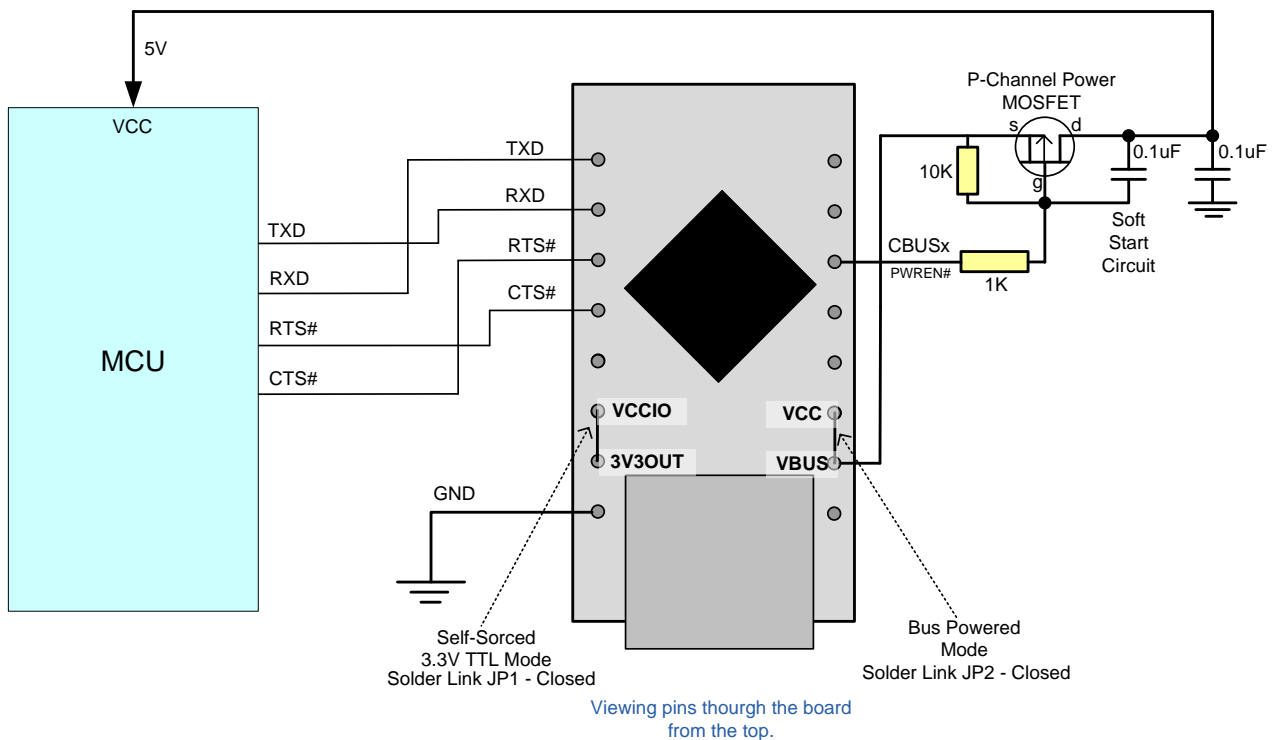 5V
VCC
P-Channel Power
MOSFET
s
d
g
10K
0.1uF
0.1uF
Soft
Start
Circuit
TXD
RXD
RTS#
CTS#
TXD
RXD
RTS#
CTS#
MCU
CBUSx
PWREN#
1K
VCCIO
3V3OUT
VCC
VBUS
GND
Self-Sorced
3.3V TTL Mode
Solder Link JP1 - Closed
Bus Powered
Mode
Solder Link JP2 - Closed
Viewing pins thourgh the board
from the top.